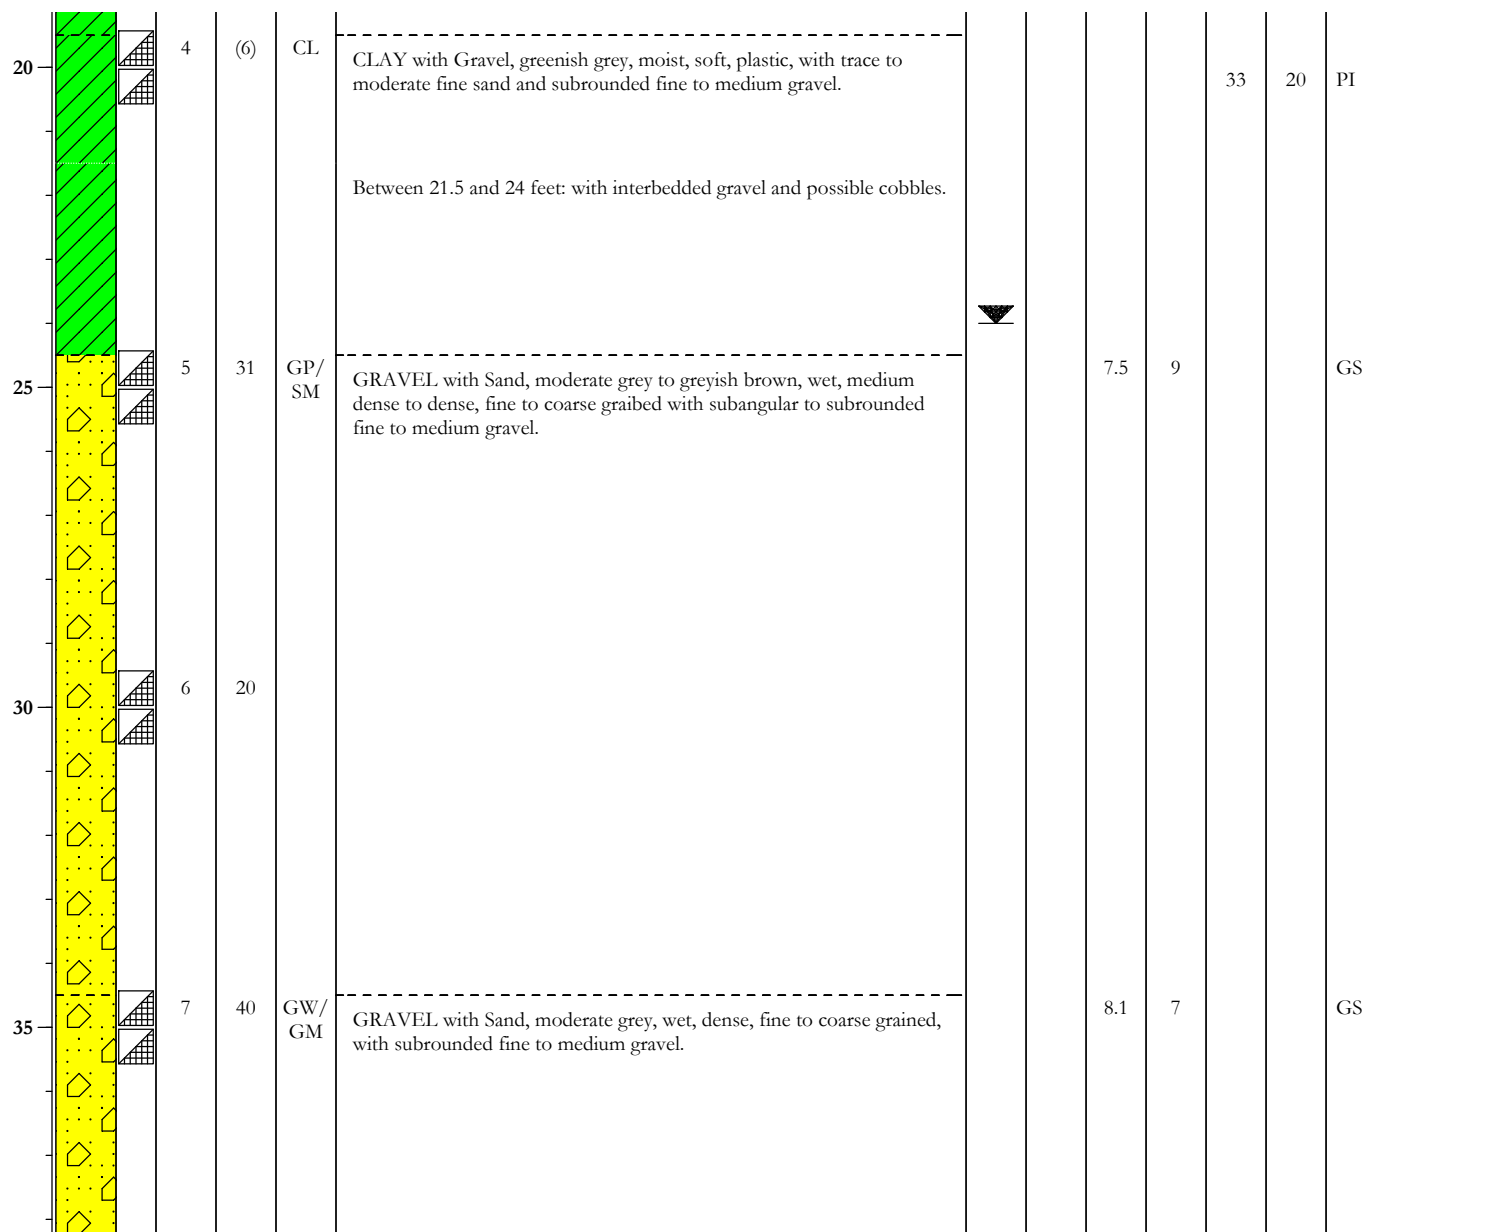 4 (6) CL
CLAY with Gravel, greenish grey, moist, soft, plastic, with trace to
20
moderate fine sand and subrounded fine to medium gravel.
33 20 PI
Between 21.5 and 24 feet: with interbedded gravel and possible cobbles.
5 31 GP/ 7.5 9 GS
GRAVEL with Sand, moderate grey to greyish brown, wet, medium
25
SM
dense to dense, fine to coarse graibed with subangular to subrounded
fine to medium gravel.
6 20
30
7 40 GW/ 8.1 7 GS
GRAVEL with Sand, moderate grey, wet, dense, fine to coarse grained,
35
GM
with subrounded fine to medium gravel.